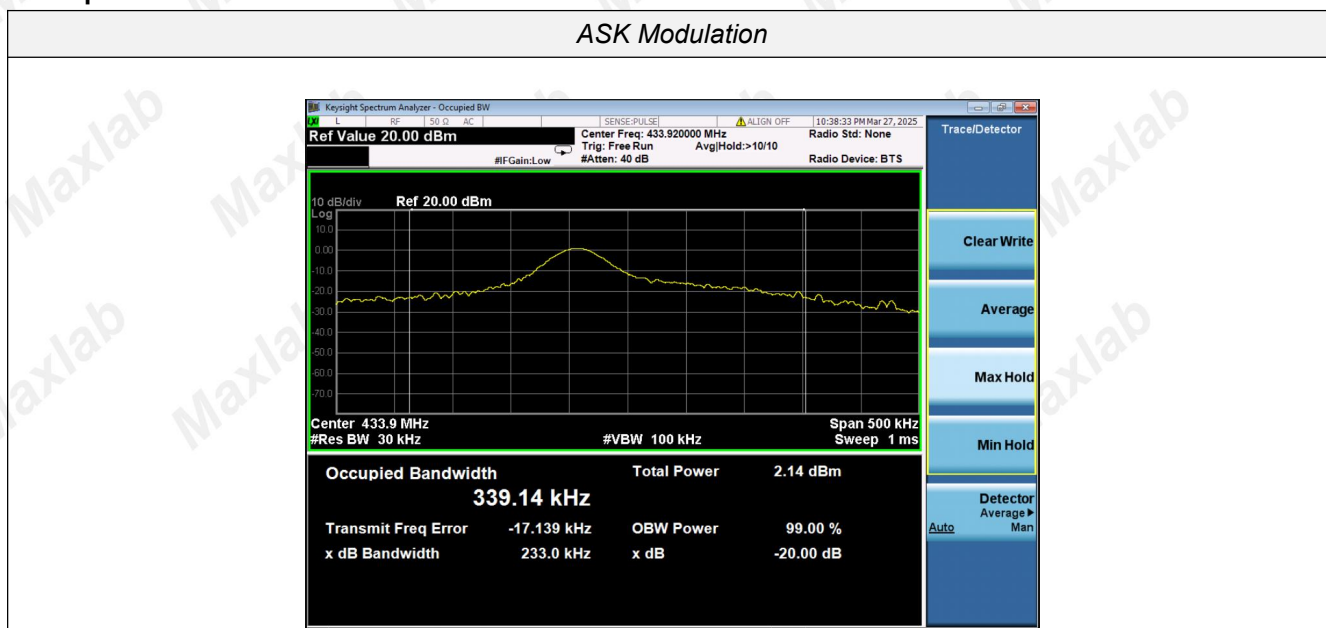 ASK Modulation
Keysight Spectrum Analyzer - Occupied BW
LXI L RF 50 Ω AC SENSE:PULSE ALIGN OFF 10:38:33 PM Mar 27, 2025
Ref Value 20.00 dBm
Center Freq: 433.920000 MHz
Radio Std: None
Trig: Free Run Avg|Hold:>10/10
#IFGain:Low
#Atten: 40 dB
Radio Device: BTS
Trace/Detector
10 dB/div Ref 20.00 dBm
Log
10.0
0.00
-10.0
-20.0
-30.0
-40.0
-50.0
-60.0
-70.0
Center 433.9 MHz Span 500 kHz
#Res BW 30 kHz #VBW 100 kHz Sweep 1 ms
Clear Write
Average
Max Hold
Min Hold
Detector
Average
Auto Man
Occupied Bandwidth Total Power 2.14 dBm
339.14 kHz
Transmit Freq Error -17.139 kHz OBW Power 99.00 %
x dB Bandwidth 233.0 kHz x dB -20.00 dB
Maxlab
Maxlab
Maxlab
Maxlab
Maxlab
Maxlab